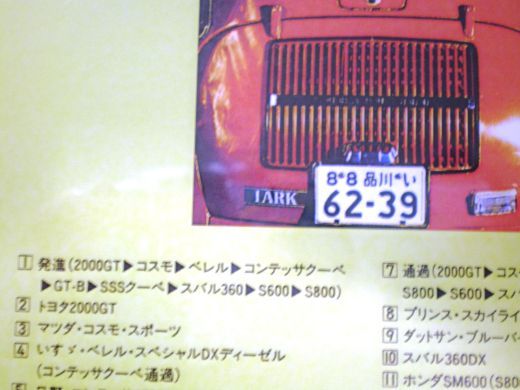 8*8 品川 い
62-39
1 発進(2000GT▶コスモ▶ベレル▶コンテッサクーペ
▶GT-B▶SSSクーペ▶スバル360▶S600▶S800)
2 トヨタ2000GT
3 マツダ・コスモ・スポーツ
4 いすゞ・ベレル・スペシャルDXディーゼル
(コンテッサクーペ通過)
5
7 通過(2000GT▶コス
S800▶S600▶スバ
8 プリンス・スカイライ
9 ダットサン・ブルーバー
10 スバル360DX
11 ホンダSM600(S80